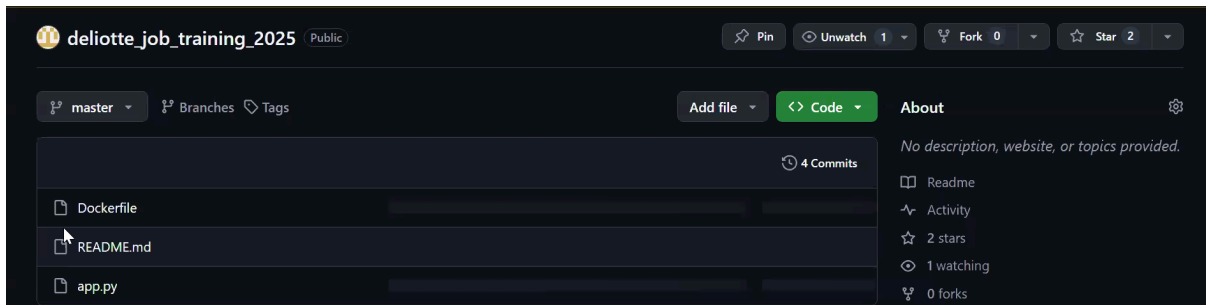 deliotte_job_training_2025 Public Pin Unwatch 1 Fork 0 Star 2
master Branches Tags Add file Code About
No description, website, or topics provided.
4 Commits
Readme
Dockerfile
Activity
README.md
2 stars
1 watching
app.py
0 forks